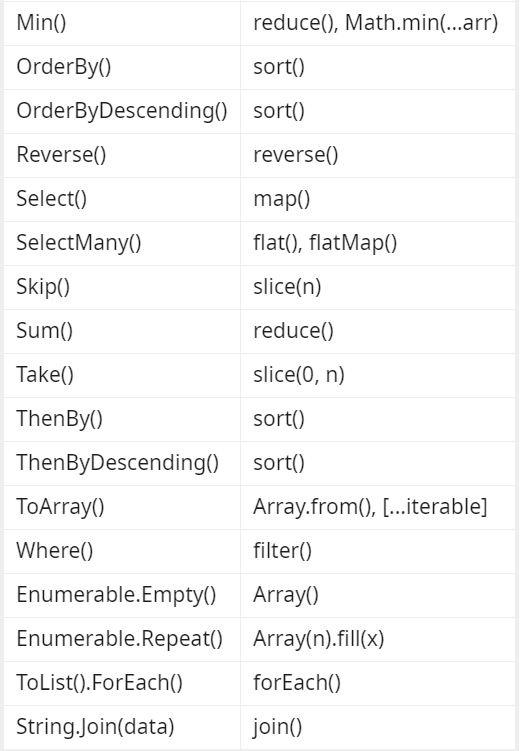 Min() reduce(), Math.min(...arr)
OrderBy() sort()
OrderByDescending() sort()
Reverse() reverse()
Select() map()
SelectMany() flat(), flatMap()
Skip() slice(n)
Sum() reduce()
Take() slice(0, n)
ThenBy() sort()
ThenByDescending() sort()
ToArray() Array.from(), [...iterable]
Where() filter()
Enumerable.Empty() Array()
Enumerable.Repeat() Array(n).fill(x)
ToList().ForEach() forEach()
String.Join(data) join()